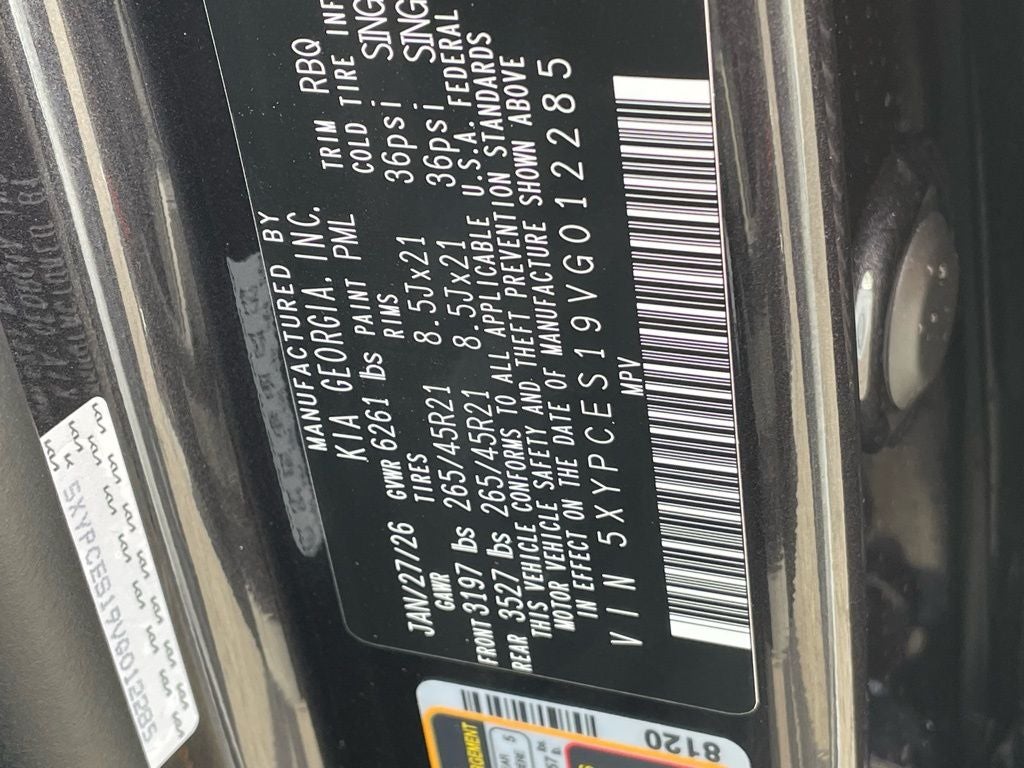 MANUFACTURED BY
KIA GEORGIA. INC.
JAN/27/26 GVWR 6261 lbs PAINT PML TRIM RBQ
GAWR TIRES RIMS COLD TIRE INF
FRONT 3197 lbs 265/45R21 8.5Jx21 36psi SING
REAR 3527 lbs 265/45R21 8.5Jx21 36psi SING
THIS VEHICLE CONFORMS TO ALL APPLICABLE U.S.A. FEDERAL
MOTOR VEHICLE SAFETY AND THEFT PREVENTION STANDARDS
IN EFFECT ON THE DATE OF MANUFACTURE SHOWN ABOVE
VIN 5XYPCES19VG012285
MPV
5XYPCES19VG012285
8120